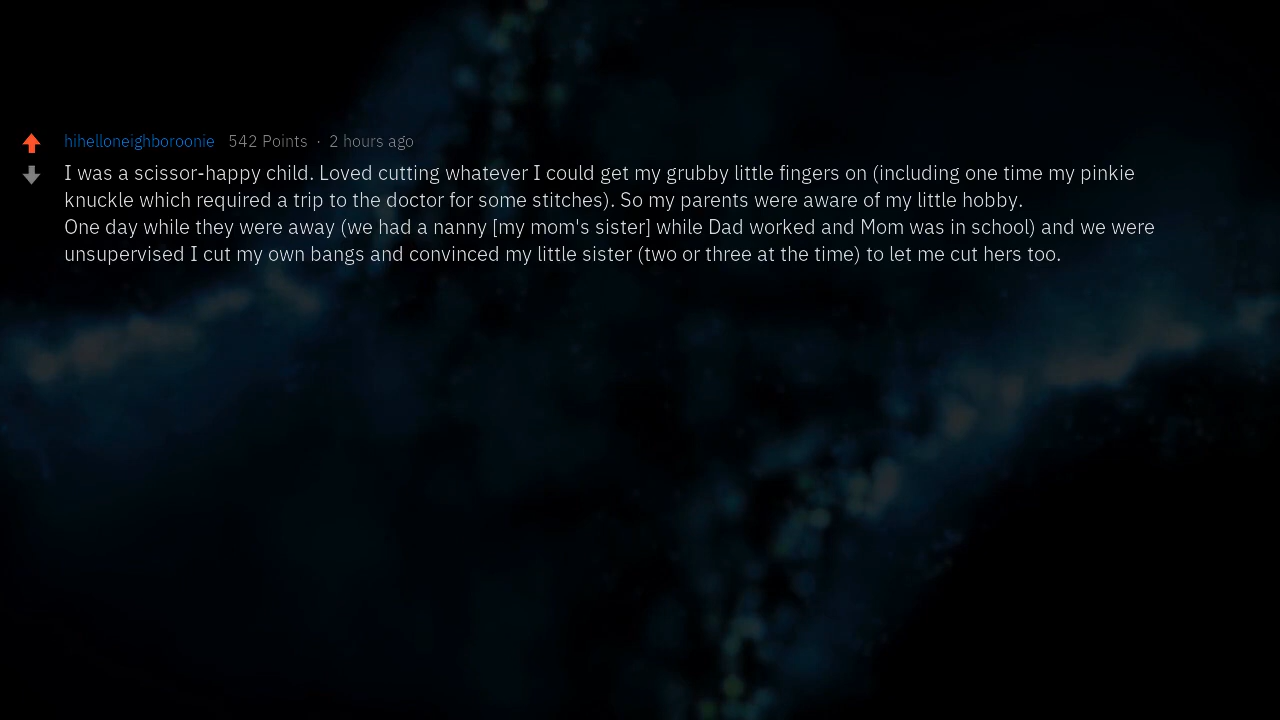 hihelloneighboroonie 542 Points · 2 hours ago
I was a scissor-happy child. Loved cutting whatever I could get my grubby little fingers on (including one time my pinkie
knuckle which required a trip to the doctor for some stitches). So my parents were aware of my little hobby.
One day while they were away (we had a nanny [my mom's sister] while Dad worked and Mom was in school) and we were
unsupervised I cut my own bangs and convinced my little sister (two or three at the time) to let me cut hers too.